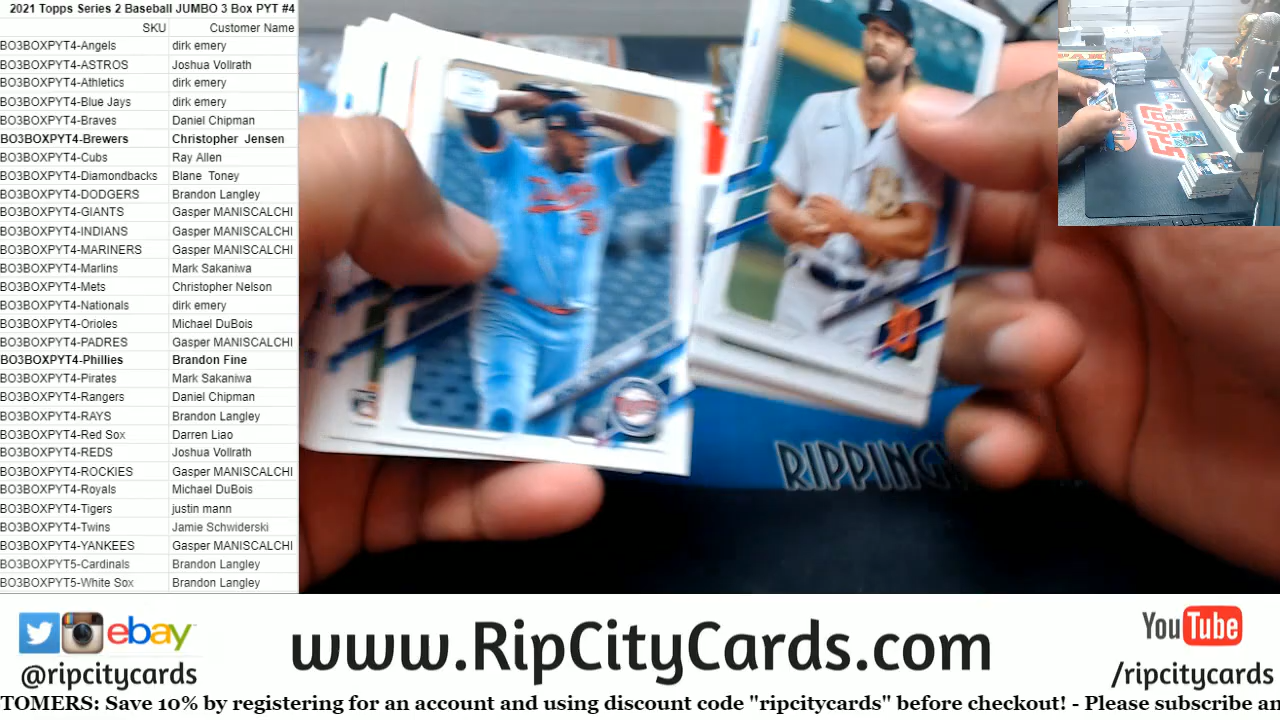 2021 Topps Series 2 Baseball JUMBO 3 Box PYT #4
SKU Customer Name
BO3BOXPYT4-Angels dirk emery
BO3BOXPYT4-ASTROS Joshua Vollrath
BO3BOXPYT4-Athletics dirk emery
BO3BOXPYT4-Blue Jays dirk emery
BO3BOXPYT4-Braves Daniel Chipman
BO3BOXPYT4-Brewers Christopher Jensen
BO3BOXPYT4-Cubs Ray Allen
BO3BOXPYT4-Diamondbacks Blane Toney
BO3BOXPYT4-DODGERS Brandon Langley
BO3BOXPYT4-GIANTS Gasper MANISCALCHI
BO3BOXPYT4-INDIANS Gasper MANISCALCHI
BO3BOXPYT4-MARINERS Gasper MANISCALCHI
BO3BOXPYT4-Marlins Mark Sakaniwa
BO3BOXPYT4-Mets Christopher Nelson
BO3BOXPYT4-Nationals dirk emery
BO3BOXPYT4-Orioles Michael DuBois
BO3BOXPYT4-PADRES Gasper MANISCALCHI
BO3BOXPYT4-Phillies Brandon Fine
BO3BOXPYT4-Pirates Mark Sakaniwa
BO3BOXPYT4-Rangers Daniel Chipman
BO3BOXPYT4-RAYS Brandon Langley
BO3BOXPYT4-Red Sox Darren Liao
BO3BOXPYT4-REDS Joshua Vollrath
BO3BOXPYT4-ROCKIES Gasper MANISCALCHI
BO3BOXPYT4-Royals Michael DuBois
BO3BOXPYT4-Tigers justin mann
BO3BOXPYT4-Twins Jamie Schwiderski
BO3BOXPYT4-YANKEES Gasper MANISCALCHI
BO3BOXPYT5-Cardinals Brandon Langley
BO3BOXPYT5-White Sox Brandon Langley
RIPPING
ebay
@ripcitycards
www.RipCityCards.com
YouTube
/ripcitycards
TOMERS: Save 10% by registering for an account and using discount code "ripcitycards" before checkout! - Please subscribe an